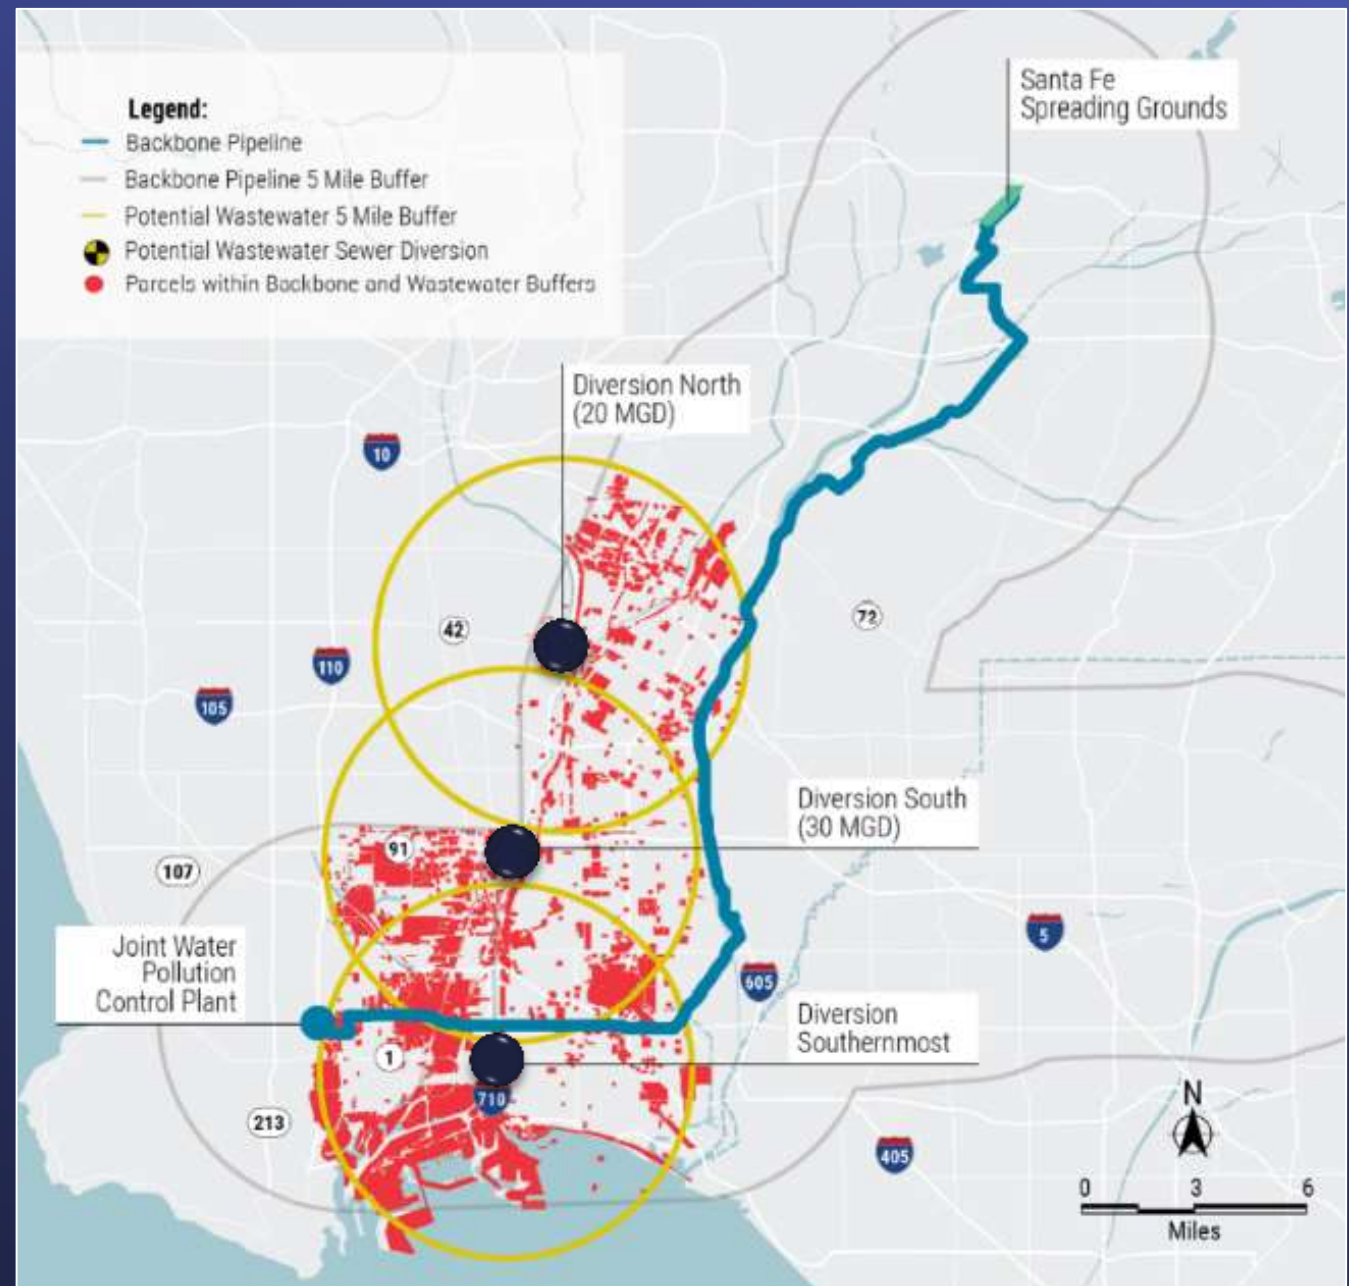 Legend:
Backbone Pipeline
Backbone Pipeline 5 Mile Buffer
Potential Wastewater 5 Mile Buffer
Potential Wastewater Sewer Diversion
Parcels within Backbone and Wastewater Buffers
Santa Fe
Spreading Grounds
Diversion North
(20 MGD)
10
42
72
110
105
Diversion South
(30 MGD)
91
107
5
Joint Water
Pollution
Control Plant
605
Diversion
Southernmost
1
710
213
405
N
0 3 6
Miles